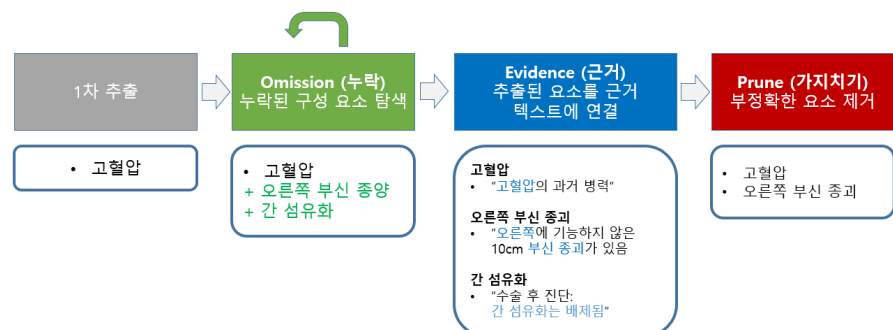 1차 추출
Omission (누락)
누락된 구성 요소 탐색
Evidence (근거)
추출된 요소를 근거
텍스트에 연결
Prune (가지치기)
부정확한 요소 제거
• 고혈압
• 고혈압
+ 오른쪽 부신 종양
+ 간 섬유화
고혈압
• “고혈압의 과거 병력”
오른쪽 부신 종괴
• “오른쪽에 기능하지 않은
10cm 부신 종괴가 있음
간 섬유화
• “수술 후 진단:
간 섬유화는 배제됨”
• 고혈압
• 오른쪽 부신 종괴